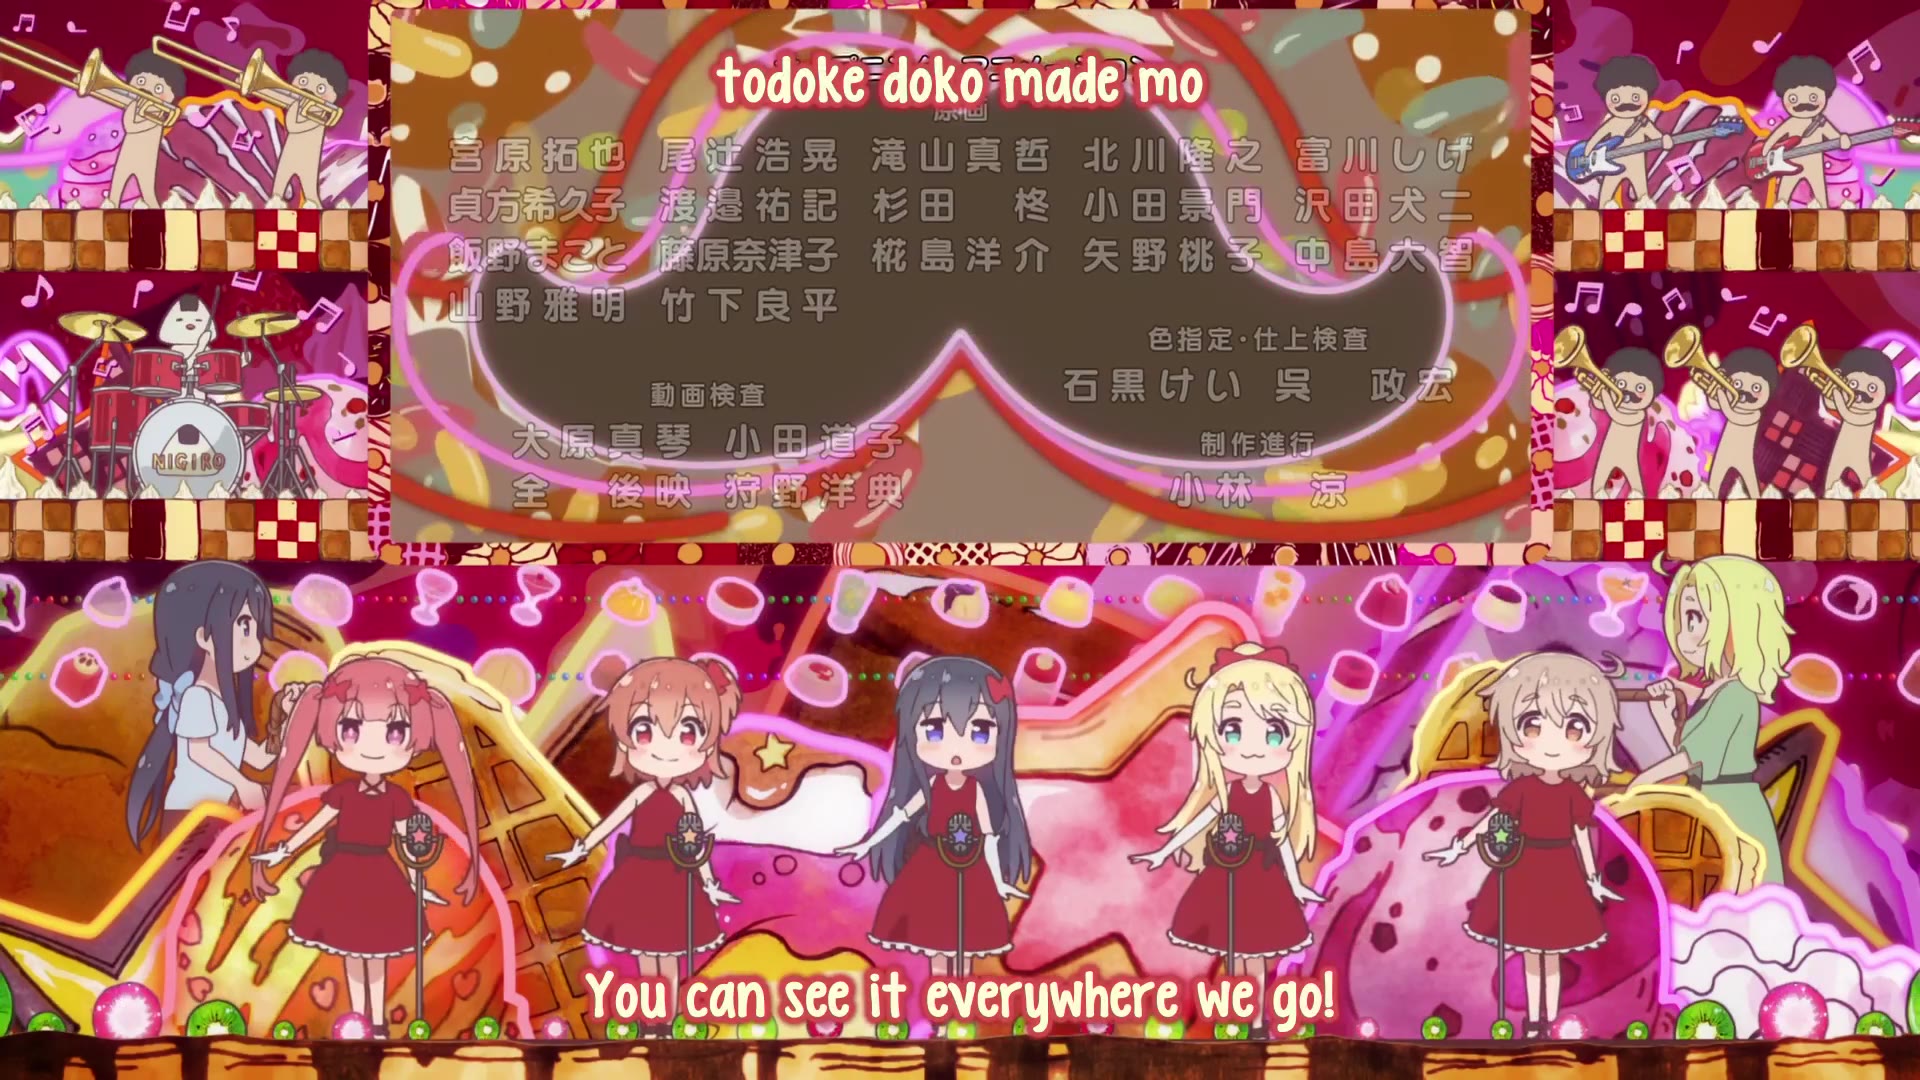 todoke doko made mo
原画
宮原拓也 尾辻浩晃 滝山真哲 北川隆之 富川しげ
貞方希久子 渡邉祐記 杉田 柊 小田景門 沢田犬二
飯野まこと 藤原奈津子 椛島洋介 矢野桃子 中島大智
山野雅明 竹下良平
色指定・仕上検査
石黒けい 呉 政宏
動画検査
大原真琴 小田道子
全 後映 狩野洋典
制作進行
小林 涼
NIGIRO
You can see it everywhere we go!